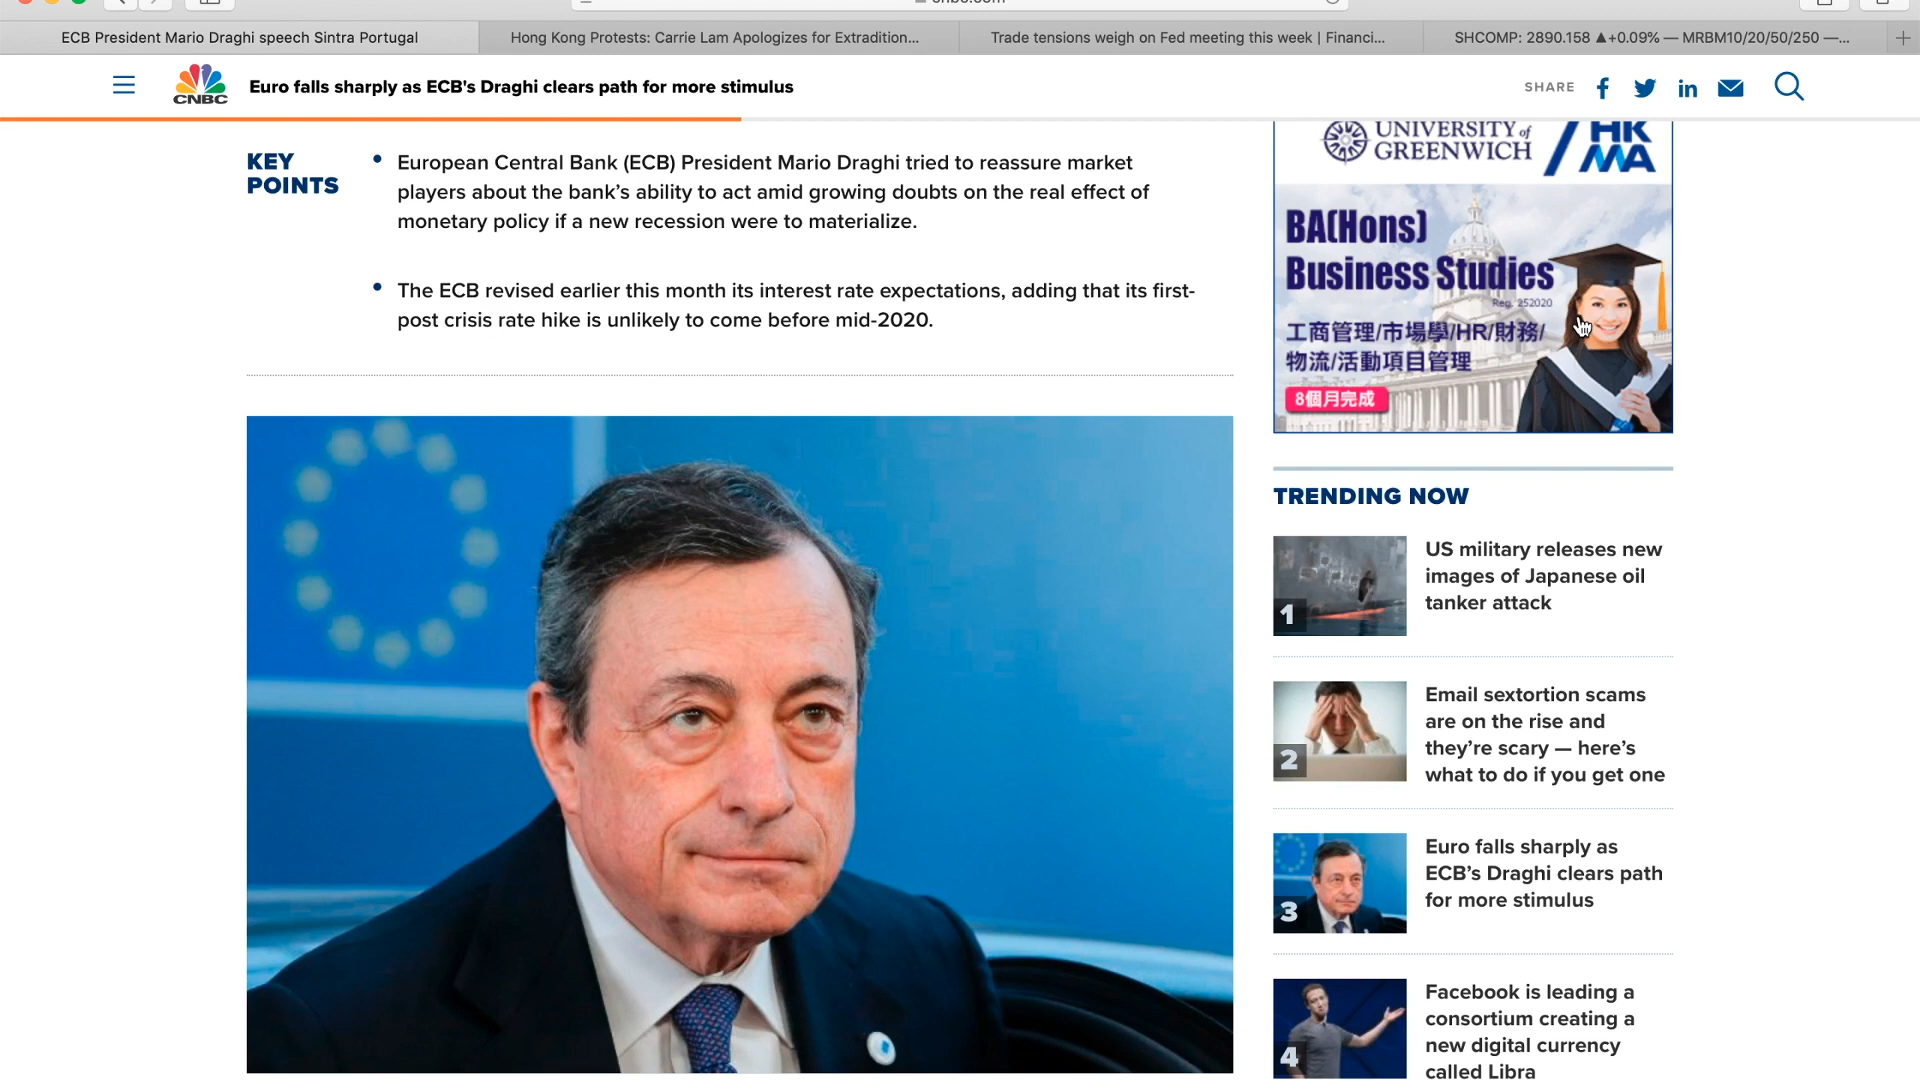 ECB President Mario Draghi speech Sintra Portugal
Hong Kong Protests: Carrie Lam Apologizes for Extradition...
Trade tensions weigh on Fed meeting this week | Financi...
SHCOMP: 2890.158 ▲+0.09% — MRBM10/20/50/250 —...
CNBC
Euro falls sharply as ECB's Draghi clears path for more stimulus
SHARE
KEY
POINTS
• European Central Bank (ECB) President Mario Draghi tried to reassure market
players about the bank’s ability to act amid growing doubts on the real effect of
monetary policy if a new recession were to materialize.
• The ECB revised earlier this month its interest rate expectations, adding that its first-
post crisis rate hike is unlikely to come before mid-2020.
UNIVERSITY of
GREENWICH
HK
MA
BA(Hons)
Business Studies
Reg. 252020
工商管理/市場學/HR/財務/
物流/活動項目管理
8個月完成
TRENDING NOW
1
US military releases new
images of Japanese oil
tanker attack
2
Email sextortion scams
are on the rise and
they’re scary — here’s
what to do if you get one
3
Euro falls sharply as
ECB’s Draghi clears path
for more stimulus
4
Facebook is leading a
consortium creating a
new digital currency
called Libra